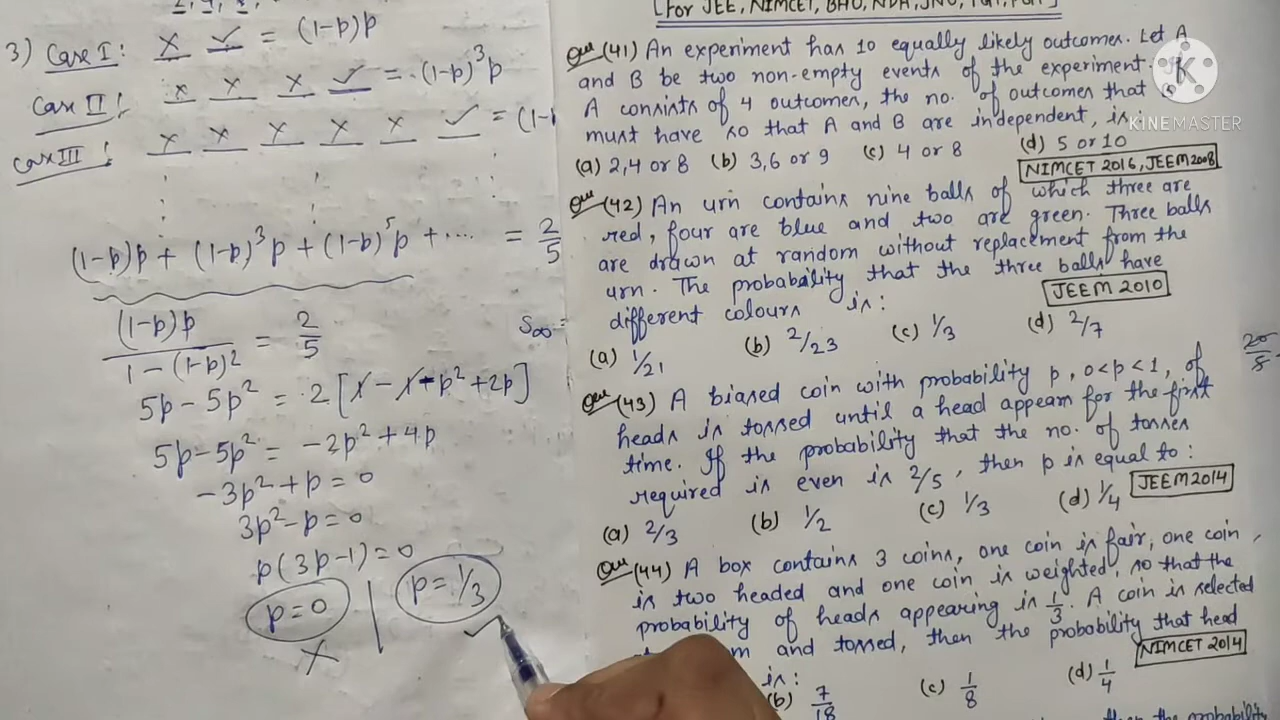 [For JEE, NIMCET, BHU, NDA, JNU, TGT, PGT]
3) Case I: x ✓ = (1-p)p
Case II: x x x ✓ = (1-p)³p
Case III: x x x x x ✓ = (1-
(1-p)p + (1-p)³p + (1-p)⁵p + .... = 2/5
(1-p)p / 1-(1-p)² = 2/5
S∞ =
5p-5p² = 2[1-1-p²+2p]
5p-5p² = -2p²+4p
-3p²+p=0
3p²-p=0
p(3p-1)=0
p=0 | p=1/3 ✓
x
Que (41) An experiment has 10 equally likely outcomes. Let A
and B be two non-empty events of the experiment.
A consists of 4 outcomes, the no. of outcomes that B
must have so that A and B are independent, is
(a) 2,4 or 8 (b) 3,6 or 9 (c) 4 or 8 (d) 5 or 10
NIMCET 2016, JEEM 2008
Que (42) An urn contains nine balls of which three are
red, four are blue and two are green. Three balls
are drawn at random without replacement from the
urn. The probability that the three balls have
different colours is:
JEEM 2010
(a) 1/21 (b) 2/23 (c) 1/3 (d) 2/7
20/5
Que (43) A biased coin with probability p, 0<p<1, of
heads is tossed until a head appears for the first
time. If the probability that the no. of tosses
required is even is 2/5, then p is equal to:
(a) 2/3 (b) 1/2 (c) 1/3 (d) 1/4
JEEM 2014
Que (44) A box contains 3 coins, one coin is fair, one coin
is two headed and one coin is weighted, so that the
probability of heads appearing is 1/3. A coin is selected
and tossed, then the probability that head
NIMCET 2014
is:
(b) 7/18 (c) 1/8 (d) 1/4
the probability
K
KINEMASTER